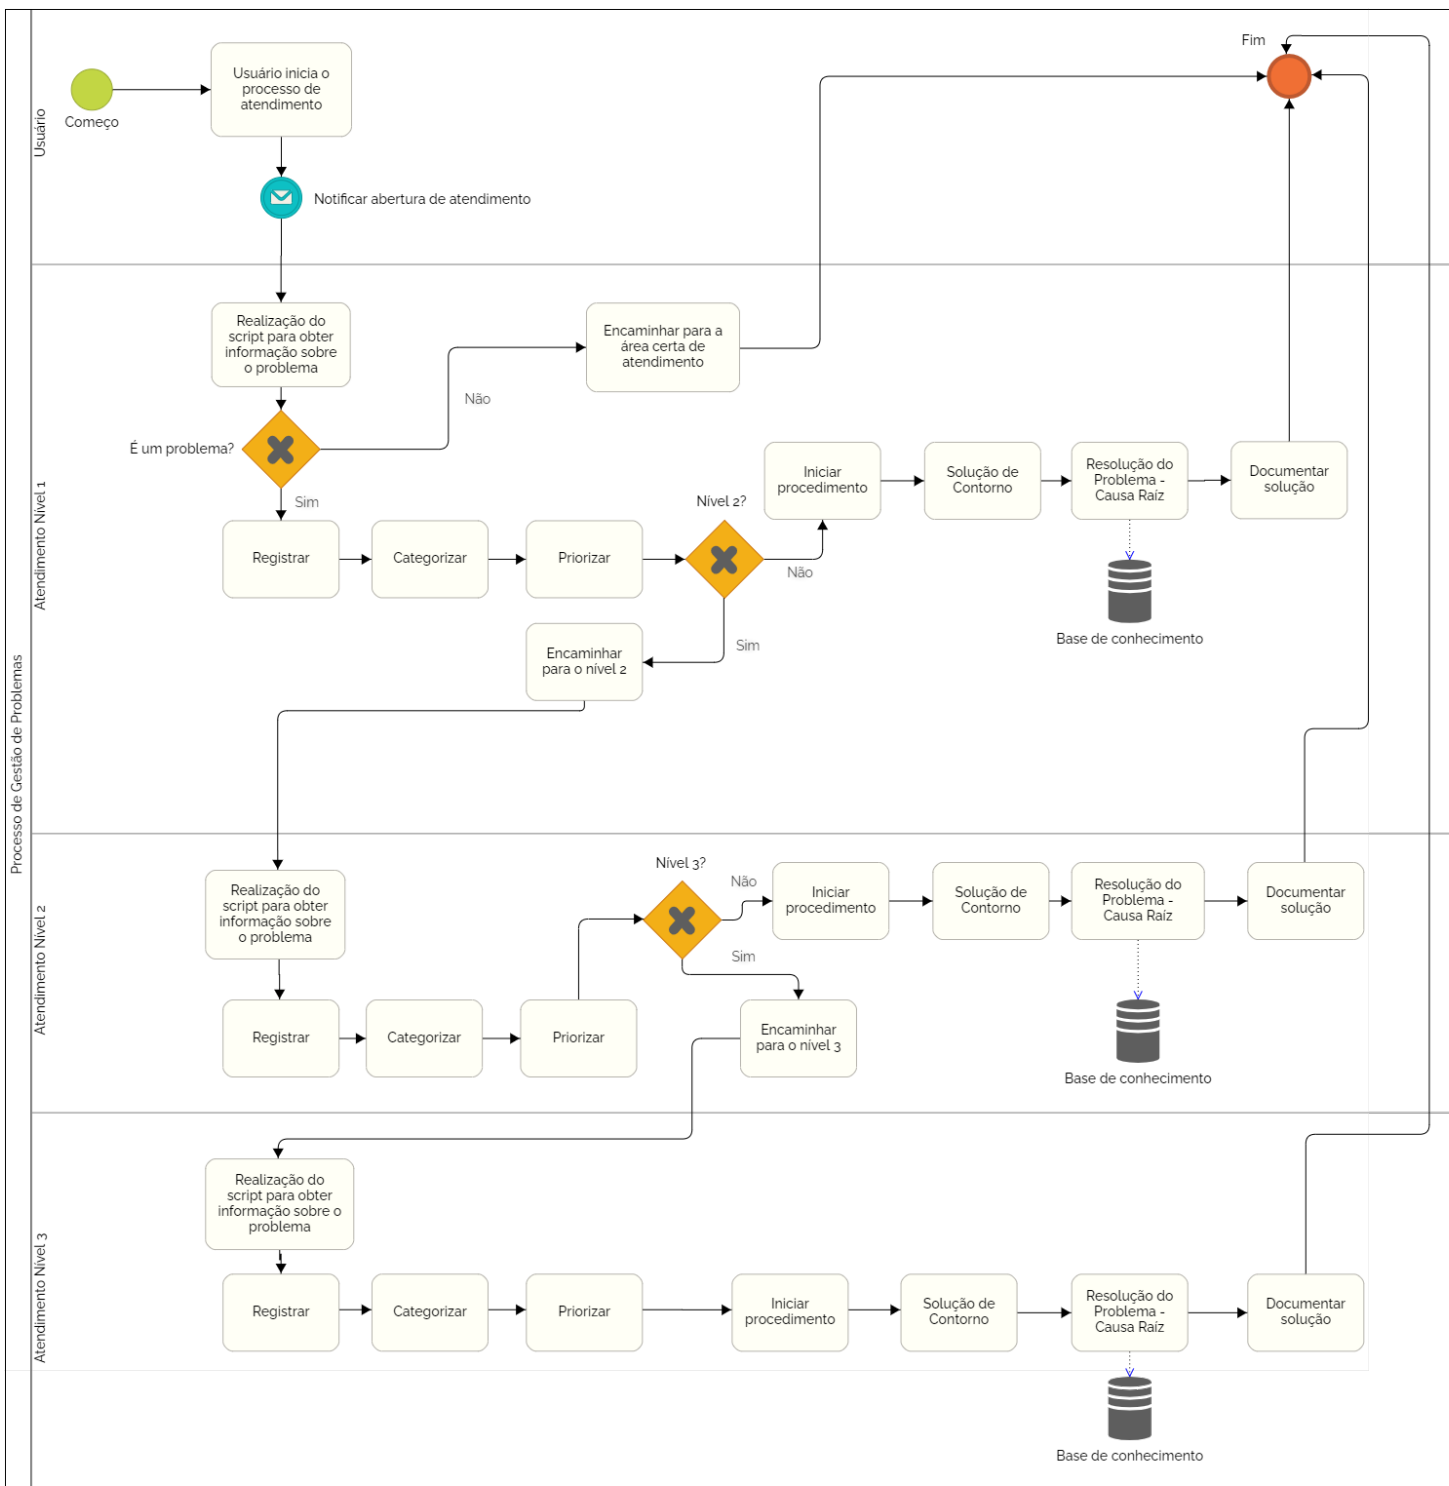 Processo de Gestão de Problemas
Usuário
Começo
Usuário inicia o
processo de
atendimento
Notificar abertura de atendimento
Fim
Atendimento Nível 1
Realização do
script para obter
informação sobre
o problema
Encaminhar para a
área certa de
atendimento
Não
É um problema?
Sim
Registrar
Categorizar
Priorizar
Nível 2?
Não
Sim
Iniciar
procedimento
Solução de
Contorno
Resolução do
Problema -
Causa Raíz
Documentar
solução
Base de conhecimento
Encaminhar
para o nível 2
Atendimento Nível 2
Realização do
script para obter
informação sobre
o problema
Registrar
Categorizar
Priorizar
Nível 3?
Não
Sim
Iniciar
procedimento
Solução de
Contorno
Resolução do
Problema -
Causa Raíz
Documentar
solução
Encaminhar
para o nível 3
Base de conhecimento
Atendimento Nível 3
Realização do
script para obter
informação sobre o
problema
Registrar
Categorizar
Priorizar
Iniciar
procedimento
Solução de
Contorno
Resolução do
Problema -
Causa Raíz
Documentar
solução
Base de conhecimento